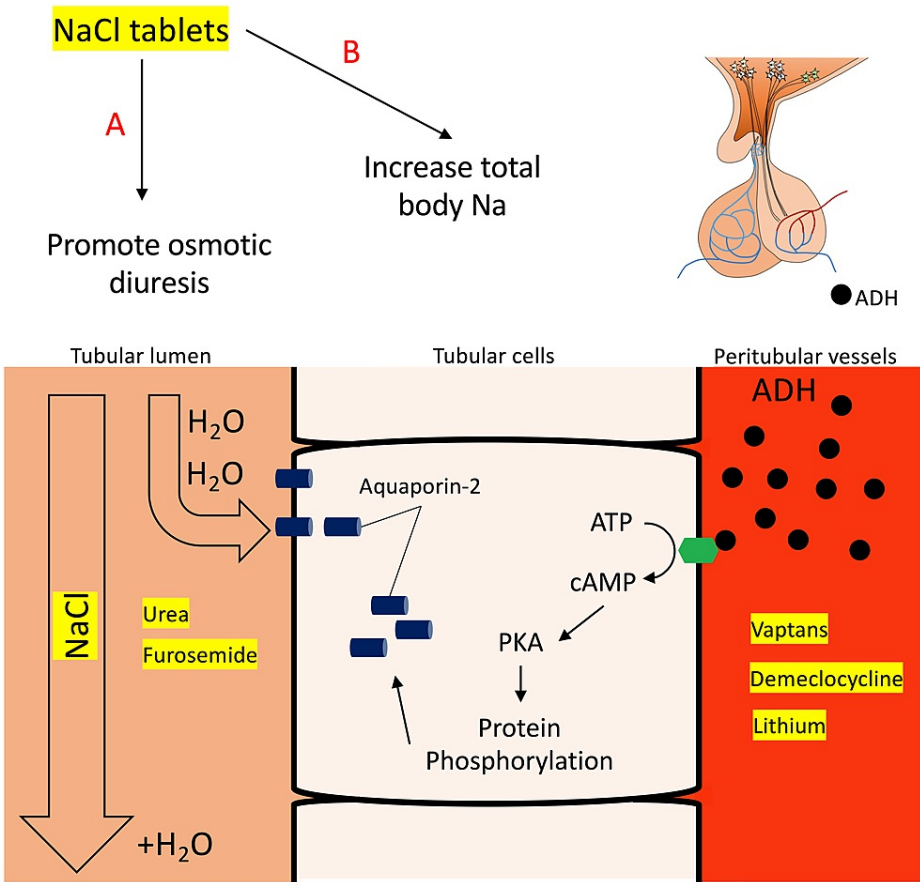 NaCl tablets
B
A
Increase total
body Na
Promote osmotic
diuresis
ADH
Tubular lumen
Tubular cells
Peritubular vessels
ADH
H₂O
H₂O
Aquaporin-2
ATP
cAMP
NaCl
Urea
Furosemide
PKA
Vaptans
Demeclocycline
Lithium
Protein
Phosphorylation
+H₂O